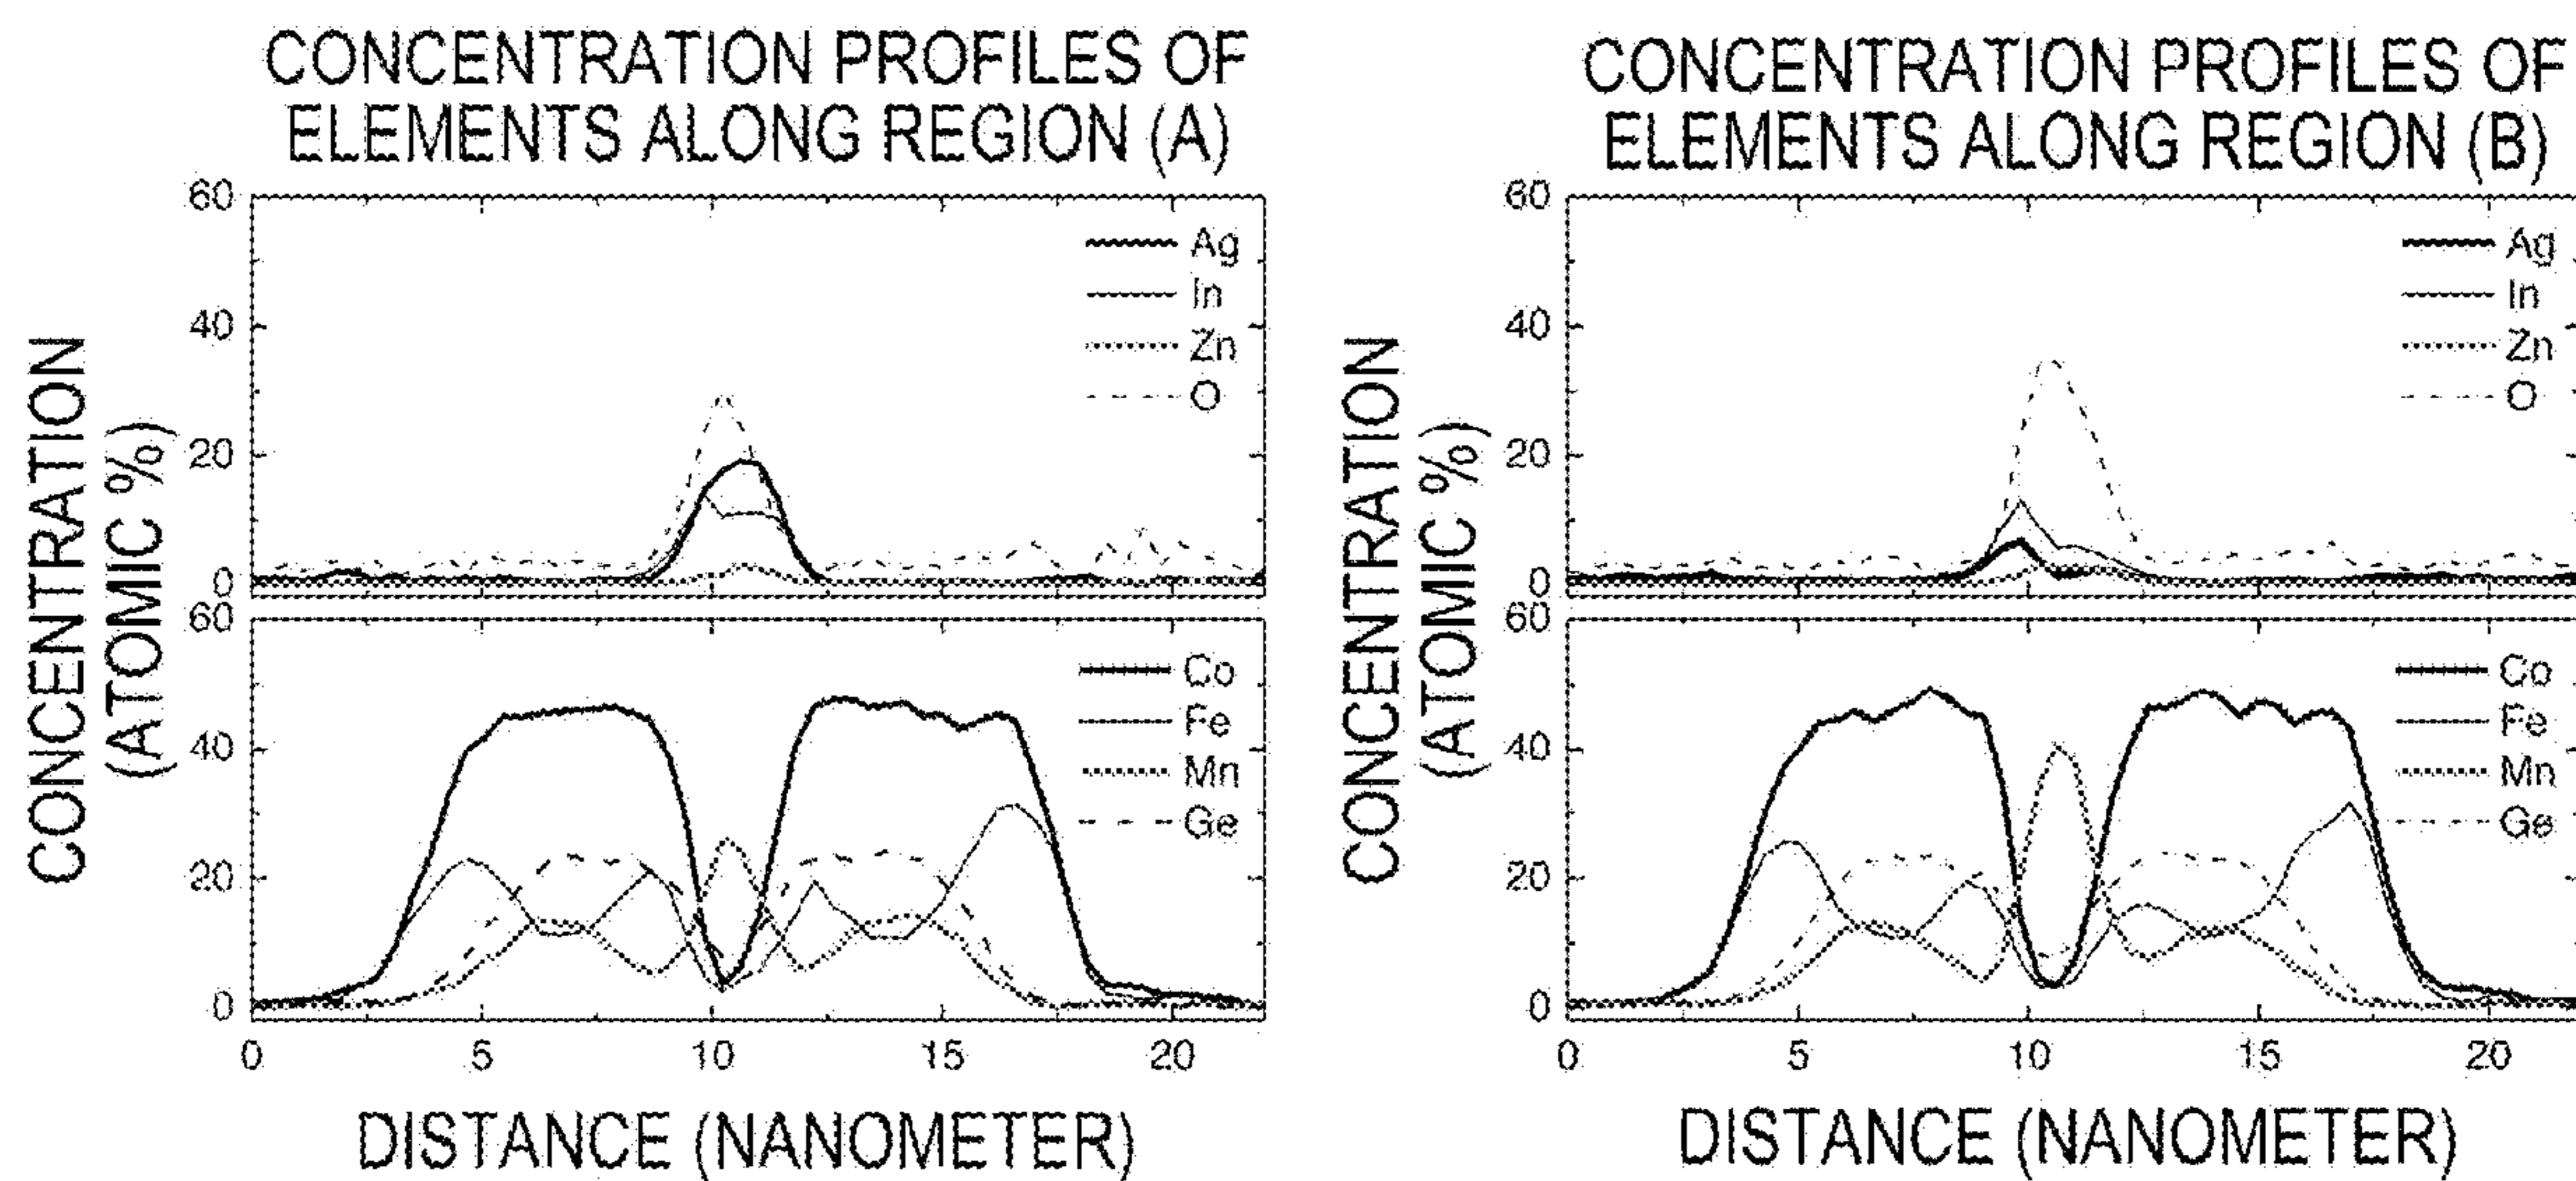 CONCENTRATION PROFILES OF
ELEMENTS ALONG REGION (A)
CONCENTRATION
(ATOMIC %)
60
40
20
0
Ag
In
Zn
O
60
40
20
0
Co
Fe
Mn
Ge
0 5 10 15 20
DISTANCE (NANOMETER)
CONCENTRATION PROFILES OF
ELEMENTS ALONG REGION (B)
CONCENTRATION
(ATOMIC %)
60
40
20
0
Ag
In
Zn
O
60
40
20
0
Co
Fe
Mn
Ge
0 5 10 15 20
DISTANCE (NANOMETER)